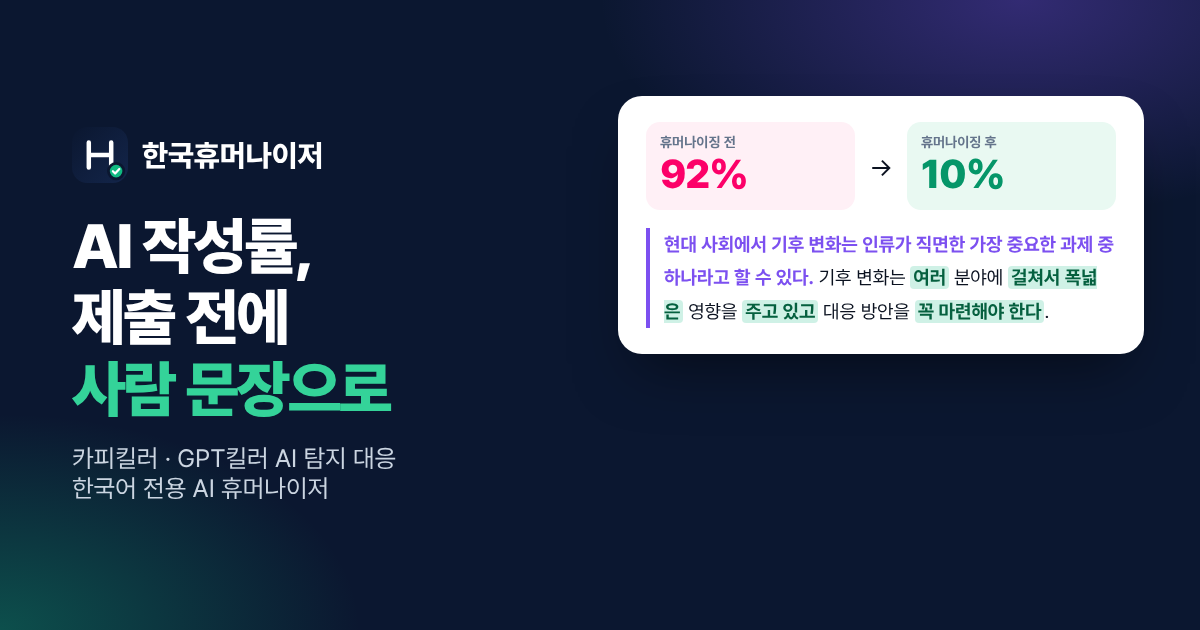 한국휴머나이저
AI 작성률,
제출 전에
사람 문장으로
카피킬러 · GPT킬러 AI 탐지 대응
한국어 전용 AI 휴머나이저
휴머나이징 전
92%
→
휴머나이징 후
10%
현대 사회에서 기후 변화는 인류가 직면한 가장 중요한 과제 중
하나라고 할 수 있다. 기후 변화는 여러 분야에 걸쳐서 폭넓
은 영향을 주고 있고 대응 방안을 꼭 마련해야 한다.